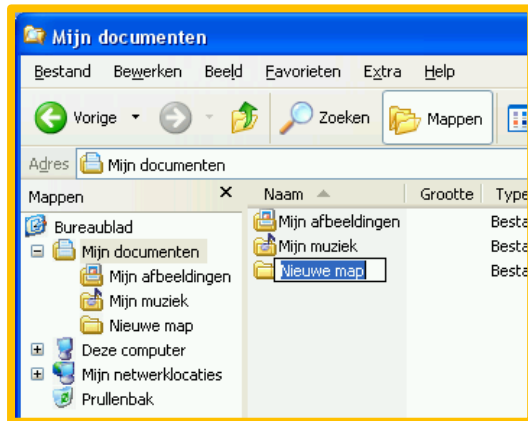 Mijn documenten
Bestand Bewerken Beeld Favorieten Extra Help
Vorige Zoeken Mappen
Adres Mijn documenten
Mappen × Naam Grootte Type
Bureaublad
Mijn documenten
Mijn afbeeldingen
Mijn muziek
Nieuwe map
Deze computer
Mijn netwerklocaties
Prullenbak
Mijn afbeeldingen Besta
Mijn muziek Besta
Nieuwe map Besta